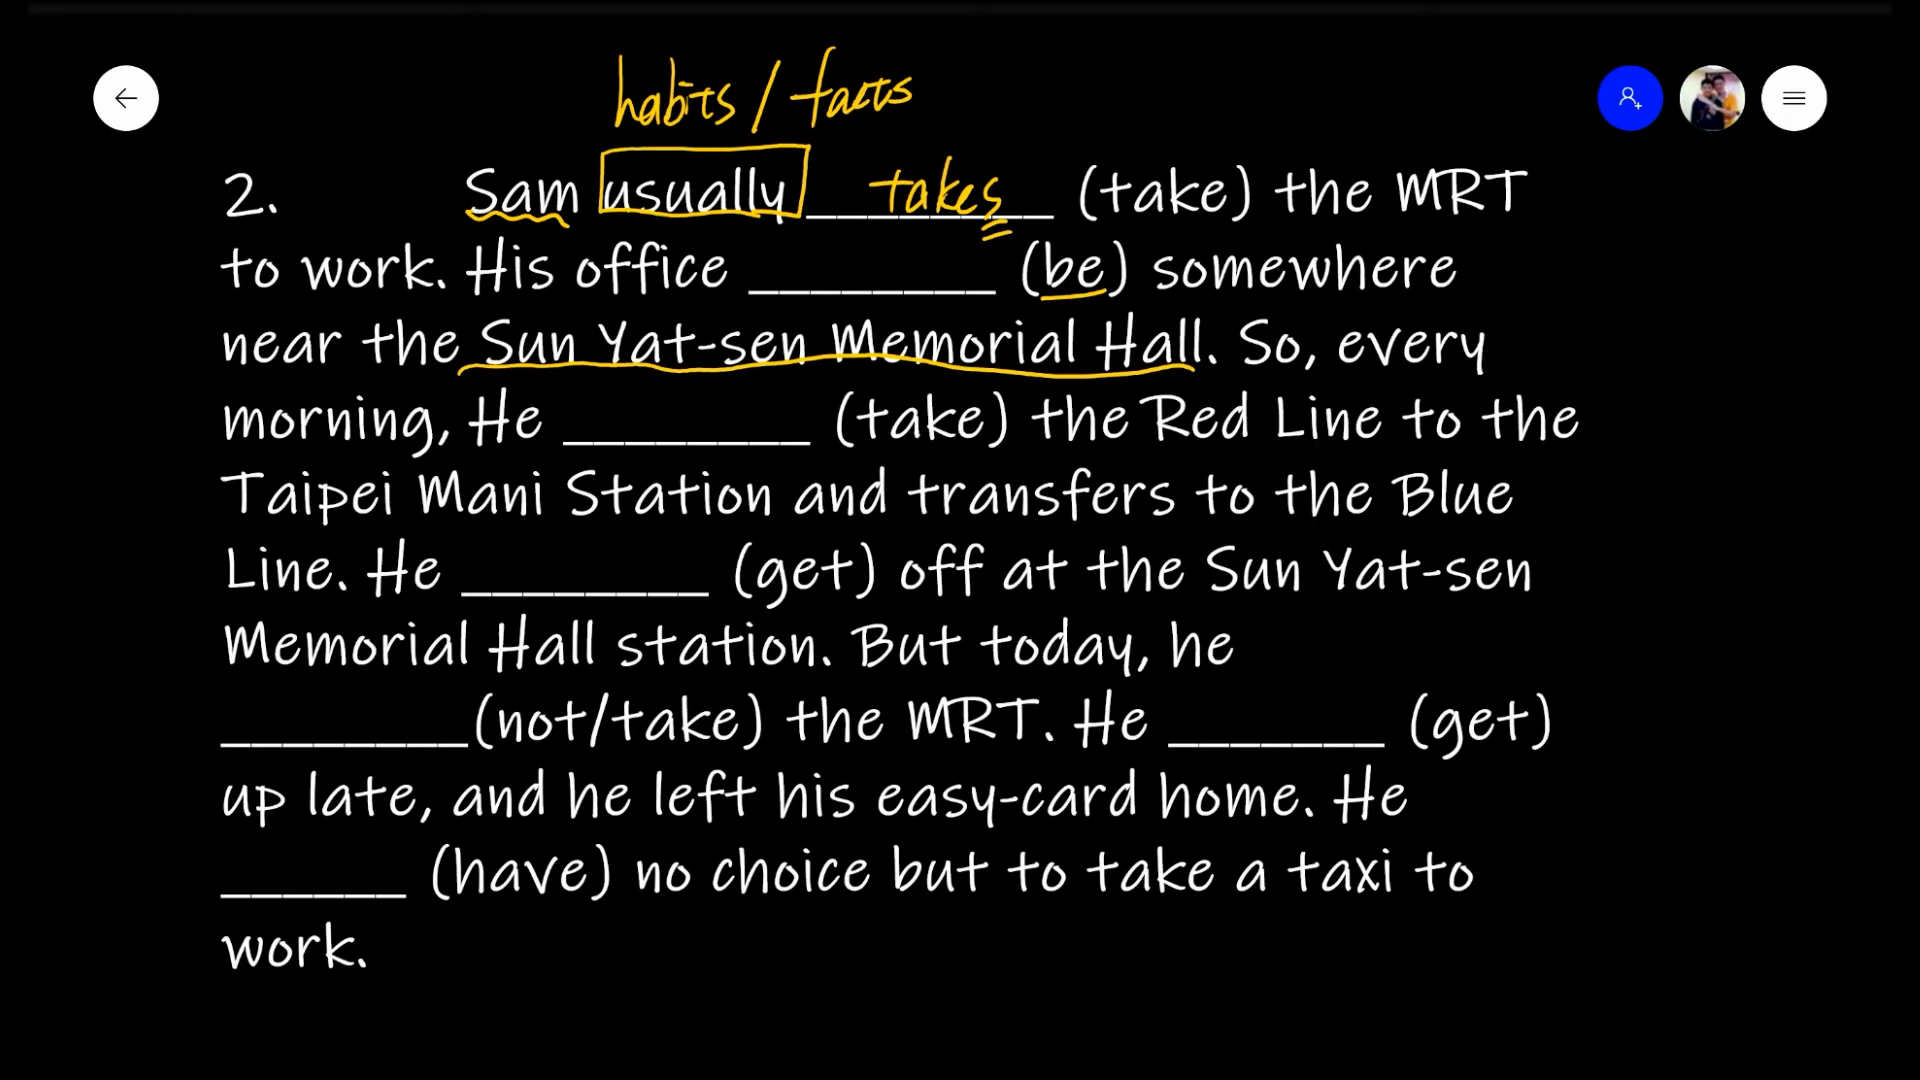 habits / facts
2. Sam usually ________ takes (take) the MRT
to work. His office ________ (be) somewhere
near the Sun Yat-sen Memorial Hall. So, every
morning, He ________ (take) the Red Line to the
Taipei Mani Station and transfers to the Blue
Line. He ________ (get) off at the Sun Yat-sen
Memorial Hall station. But today, he
________(not/take) the MRT. He _______ (get)
up late, and he left his easy-card home. He
______ (have) no choice but to take a taxi to
work.